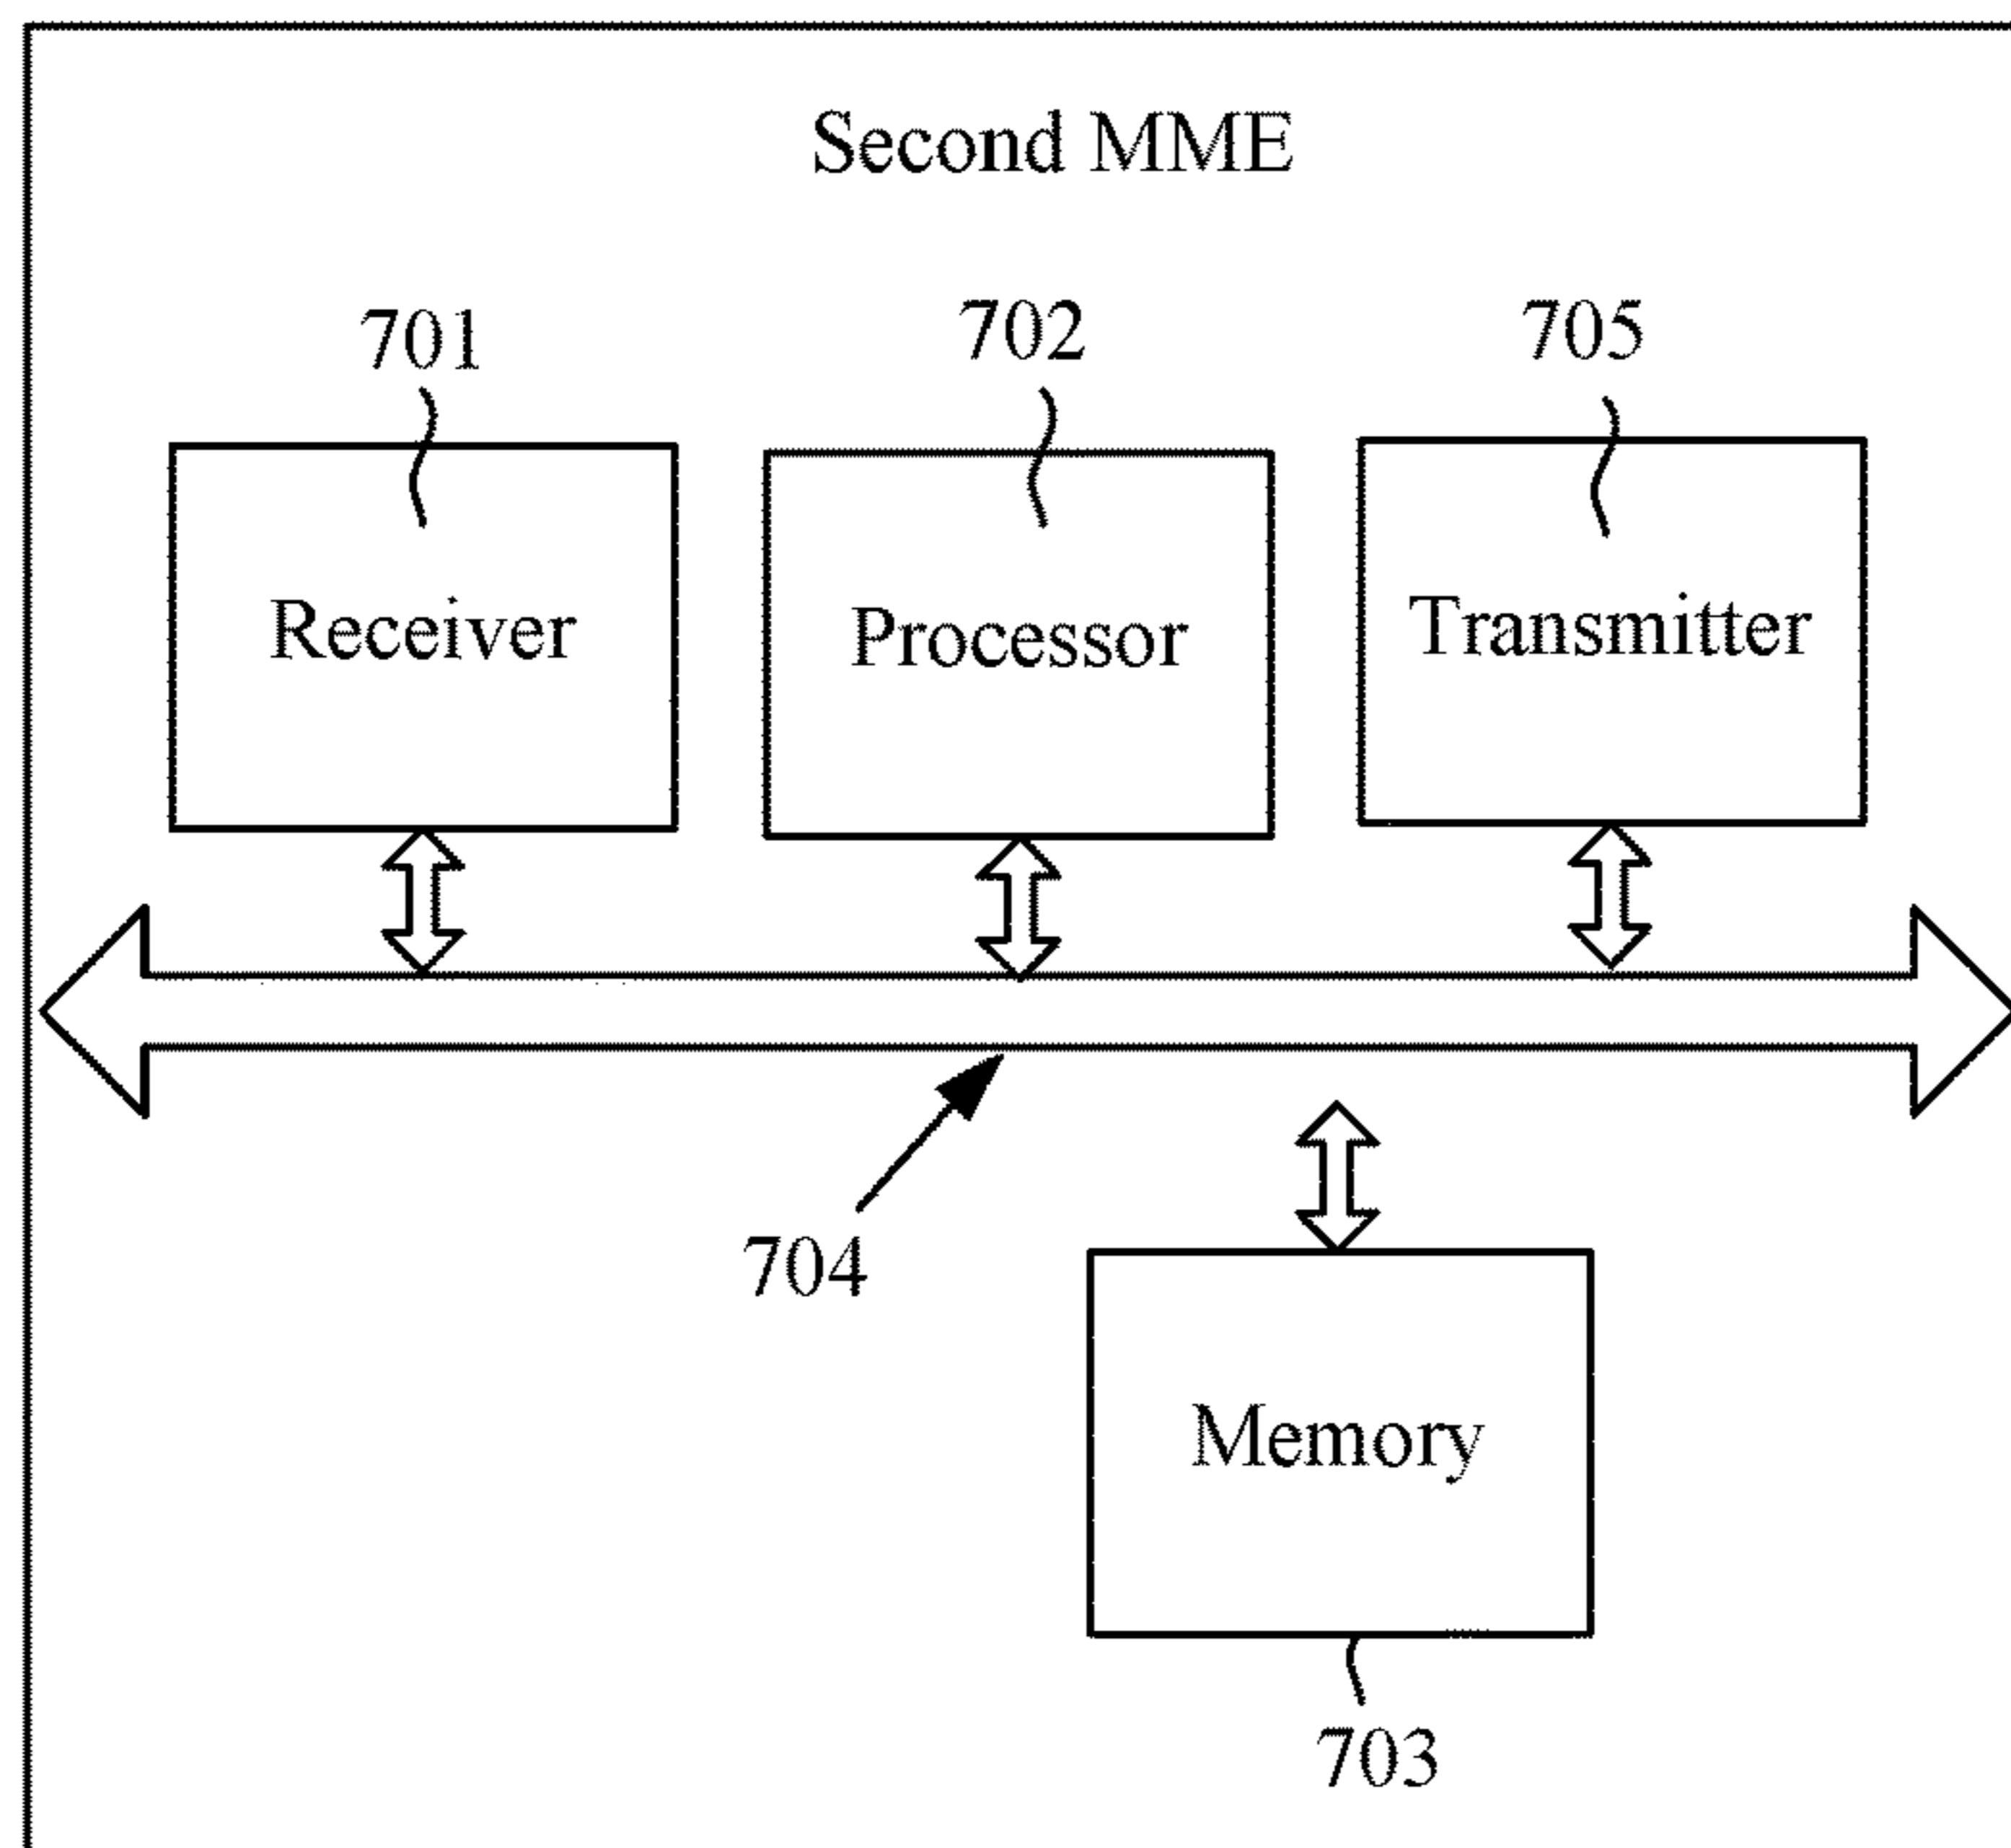 Second MME
701
702
705
Receiver
Processor
Transmitter
704
Memory
703